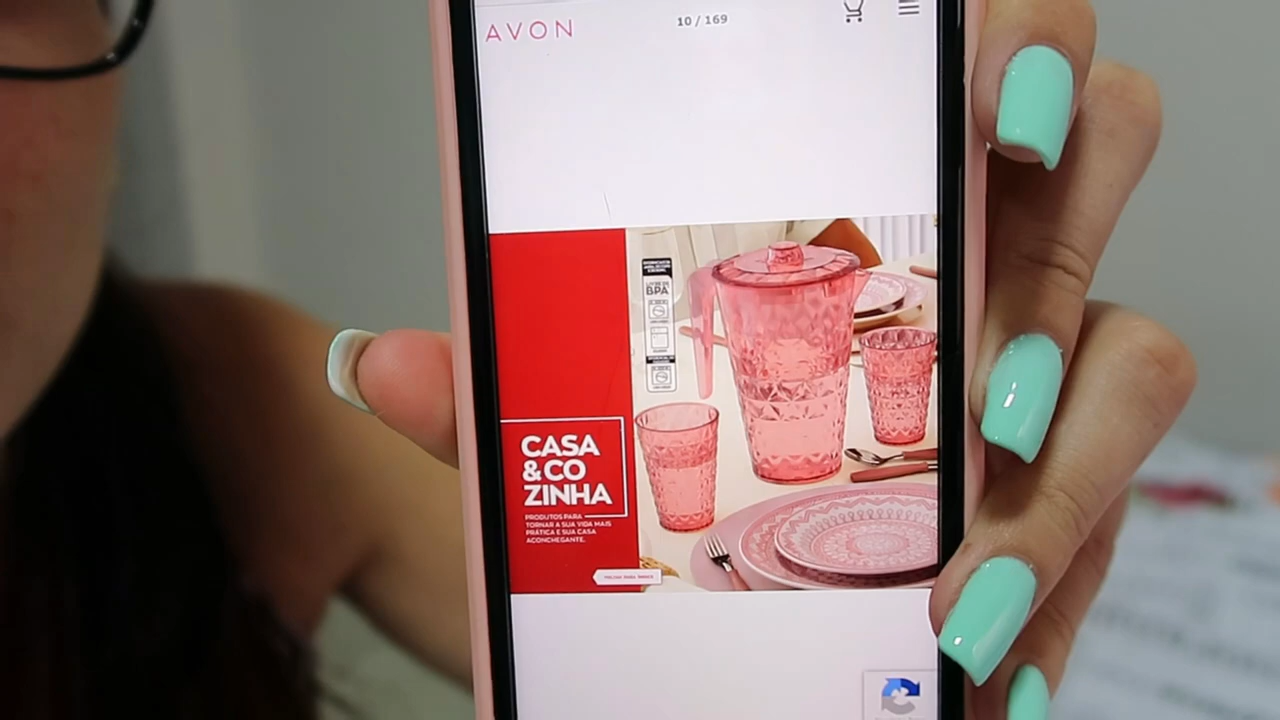 AVON
10 / 169
BPA
CASA
&CO
ZINHA
PRODUTOS PARA
TORNAR A SUA VIDA MAIS
PRÁTICA E SUA CASA
ACONCHEGANTE.